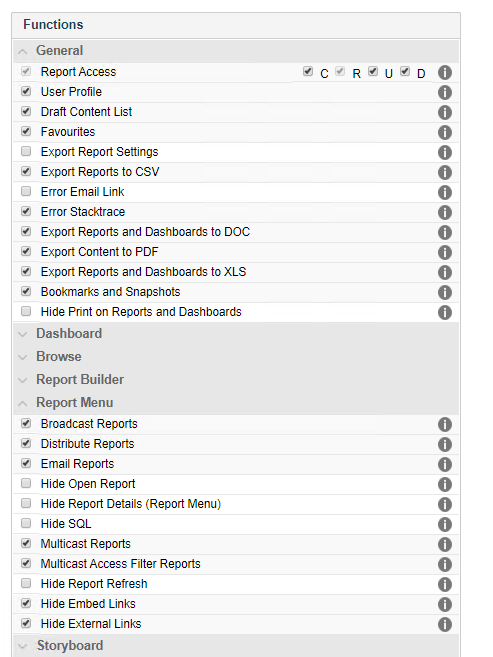 Functions
General
Report Access C R U D
User Profile
Draft Content List
Favourites
Export Report Settings
Export Reports to CSV
Error Email Link
Error Stacktrace
Export Reports and Dashboards to DOC
Export Content to PDF
Export Reports and Dashboards to XLS
Bookmarks and Snapshots
Hide Print on Reports and Dashboards
Dashboard
Browse
Report Builder
Report Menu
Broadcast Reports
Distribute Reports
Email Reports
Hide Open Report
Hide Report Details (Report Menu)
Hide SQL
Multicast Reports
Multicast Access Filter Reports
Hide Report Refresh
Hide Embed Links
Hide External Links
Storyboard